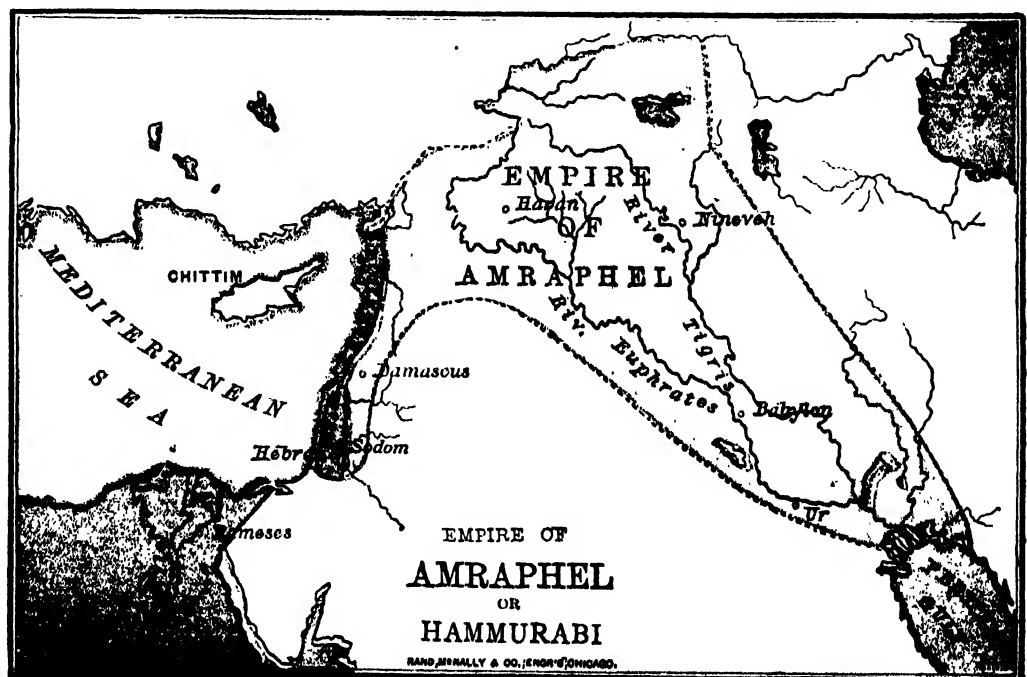 EMPIRE
Haran
OF
River
Nineveh
AMRAPHEL
CHITTIM
MEDITERRANEAN
SEA
Riv.
Euphrates
Tigris
Damascus
Babylon
Sodom
Ur
EMPIRE OF
AMRAPHEL
OR
HAMMURABI
RAND, McNALLY & CO., ENGR'S, CHICAGO.